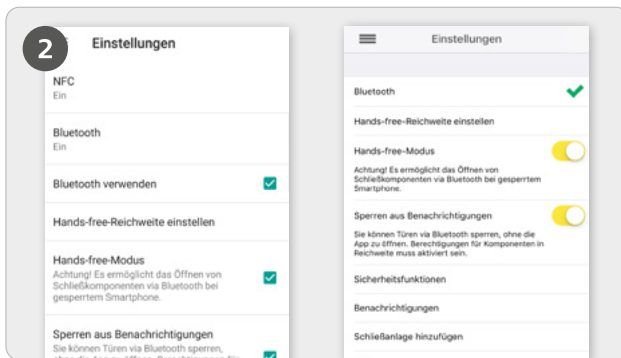 2
Einstellungen
NFC
Ein
Bluetooth
Ein
Bluetooth verwenden
Hands-free-Reichweite einstellen
Hands-free-Modus
Achtung! Es ermöglicht das Öffnen von
Schließkomponenten via Bluetooth bei
gesperrtem Smartphone.
Sperren aus Benachrichtigungen
Sie können Türen via Bluetooth sperren,
Einstellungen
Bluetooth
Hands-free-Reichweite einstellen
Hands-free-Modus
Achtung! Es ermöglicht das Öffnen von
Schließkomponenten via Bluetooth bei gesperrtem
Smartphone.
Sperren aus Benachrichtigungen
Sie können Türen via Bluetooth sperren, ohne die
App zu öffnen. Berechtigungen für Komponenten in
Reichweite muss aktiviert sein.
Sicherheitsfunktionen
Benachrichtigungen
Schließanlage hinzufügen